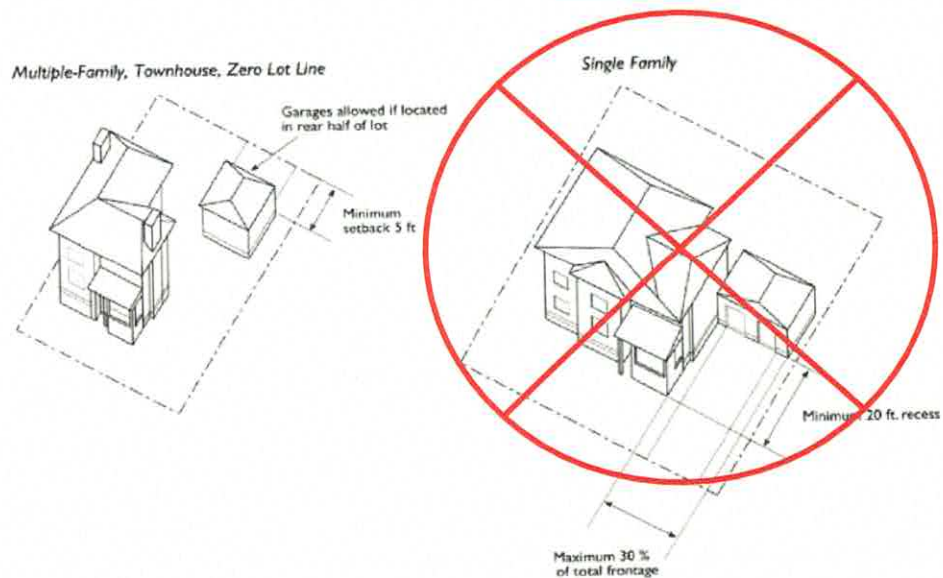 Multiple-Family, Townhouse, Zero Lot Line
Garages allowed if located
in rear half of lot
Minimum
setback 5 ft
Single Family
Minimum 20 ft. recess
Maximum 30 %
of total frontage